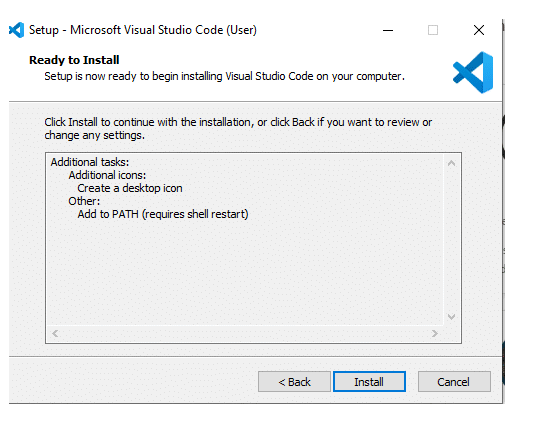 Setup - Microsoft Visual Studio Code (User)
Ready to Install
Setup is now ready to begin installing Visual Studio Code on your computer.
Click Install to continue with the installation, or click Back if you want to review or
change any settings.
Additional tasks:
Additional icons:
Create a desktop icon
Other:
Add to PATH (requires shell restart)
< Back
Install
Cancel